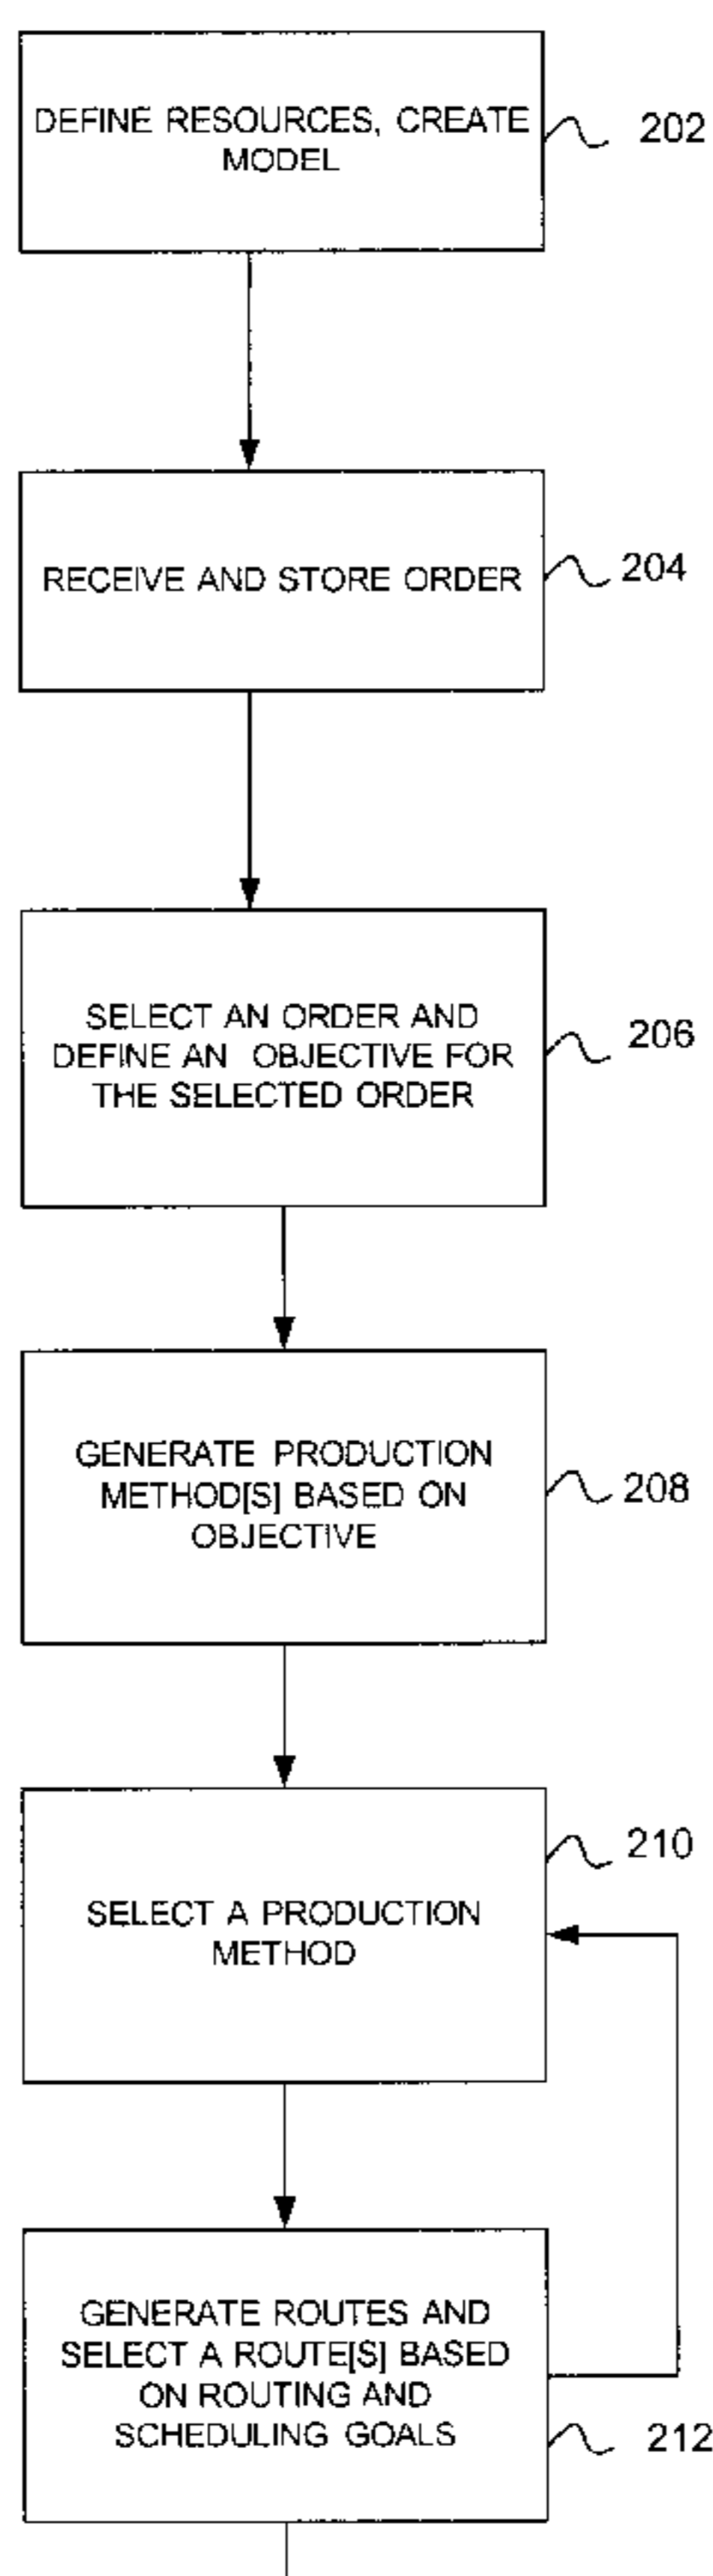 DEFINE RESOURCES, CREATE
MODEL
202
RECEIVE AND STORE ORDER
204
SELECT AN ORDER AND
DEFINE AN OBJECTIVE FOR
THE SELECTED ORDER
206
GENERATE PRODUCTION
METHOD[S] BASED ON
OBJECTIVE
208
SELECT A PRODUCTION
METHOD
210
GENERATE ROUTES AND
SELECT A ROUTE[S] BASED
ON ROUTING AND
SCHEDULING GOALS
212